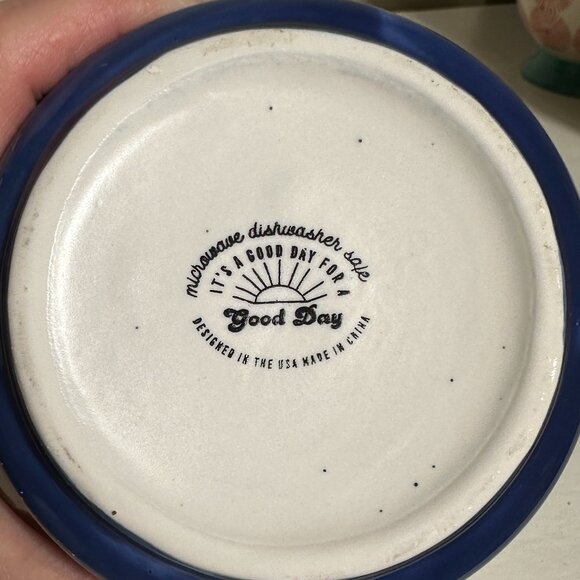 microwave dishwasher safe
IT'S A GOOD DAY FOR A
Good Day
DESIGNED IN THE USA MADE IN CHINA